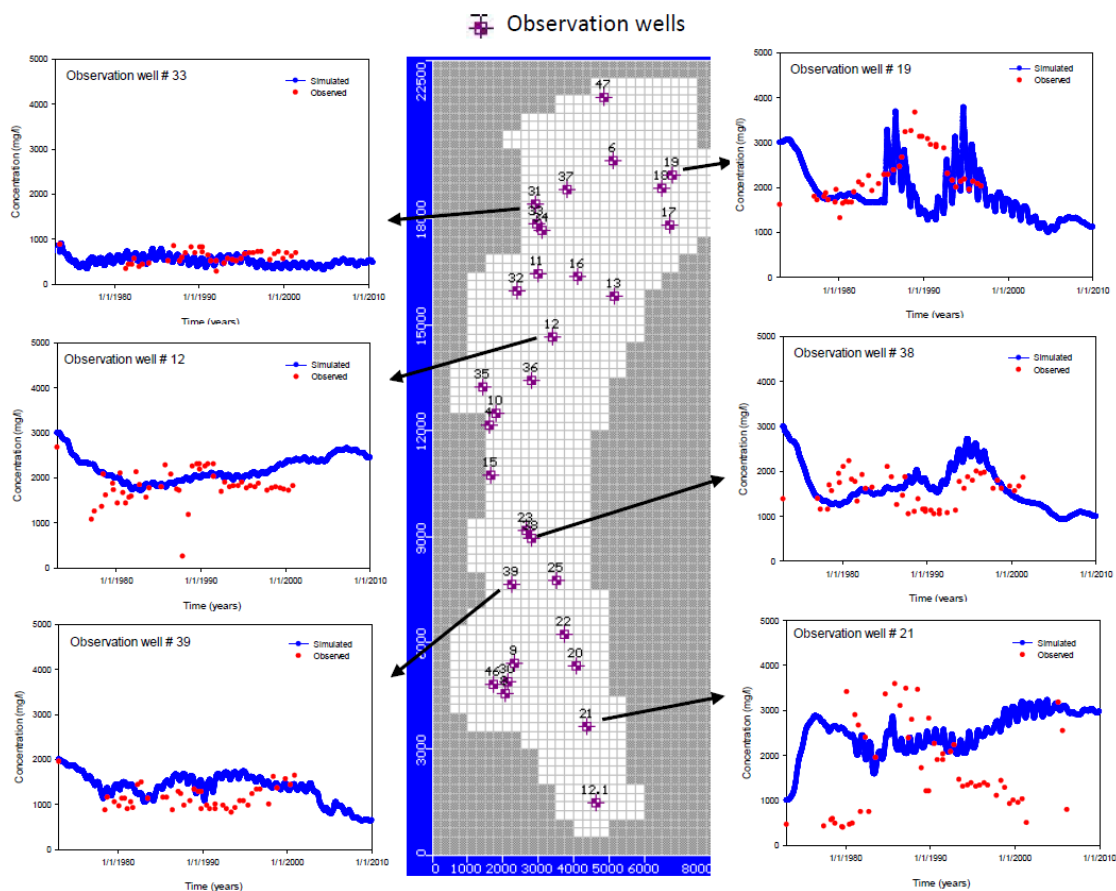 Observation wells
Observation well # 33
Simulated
Observed
Concentration (mg/l)
5000
4000
3000
2000
1000
0
1/1/1980
1/1/1990
1/1/2000
1/1/2010
Time (years)
Observation well # 12
Simulated
Observed
Concentration (mg/l)
5000
4000
3000
2000
1000
0
1/1/1980
1/1/1990
1/1/2000
1/1/2010
Time (years)
Observation well # 39
Simulated
Observed
Concentration (mg/l)
5000
4000
3000
2000
1000
0
1/1/1980
1/1/1990
1/1/2000
1/1/2010
Time (years)
22500
18000
15000
12000
9000
6000
3000
0
0 1000 2000 3000 4000 5000 6000 8000
47
6
19
18
37
31
33
17
11
16
32
13
12
36
35
10
15
23
39
25
22
9
20
46
21
12.1
Observation well # 19
Simulated
Observed
Concentration (mg/l)
5000
4000
3000
2000
1000
0
1/1/1980
1/1/1990
1/1/2000
1/1/2010
Time (years)
Observation well # 38
Simulated
Observed
Concentration (mg/l)
5000
4000
3000
2000
1000
0
1/1/1980
1/1/1990
1/1/2000
1/1/2010
Time (years)
Observation well # 21
Simulated
Observed
Concentration (mg/l)
5000
4000
3000
2000
1000
0
1/1/1980
1/1/1990
1/1/2000
1/1/2010
Time (years)